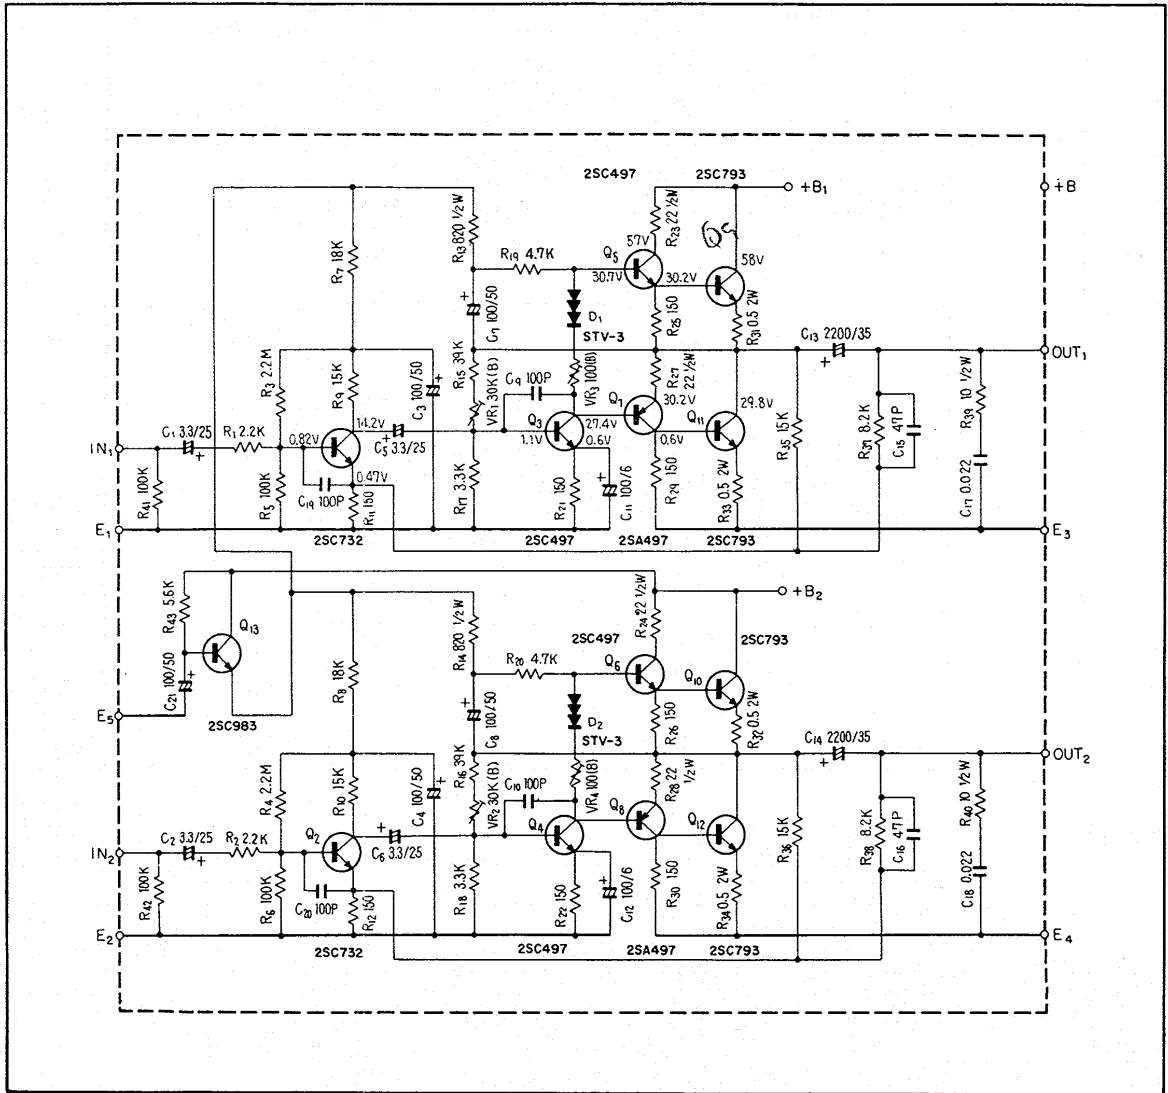 2SC497 2SC793
+B₁
+B
R₁₃ 820 ½W
R₂₃ 22 ½W
R₇ 18K
57V
Q₅
R₁₉ 4.7K
30.7V
30.2V
58V
C₇ 100/50
D₁
STV-3
R₂₅ 150
R₃₁ 0.5 2W
C₁₃ 2200/35
OUT₁
R₃ 2.2M
R₉ 15K
C₃ 100/50
R₁₅ 39K
C₉ 100P
VR₃ 100(B)
R₂₇ 22 ½W
VR₁ 30K(B)
Q₃
Q₇
30.2V
Q₁₁
29.8V
C₁ 3.3/25
R₁ 2.2K
0.82V
14.2V
C₅ 3.3/25
1.1V
27.4V
0.6V
0.6V
R₃₅ 15K
R₃₇ 8.2K
C₁₅ 47P
R₃₉ 10 ½W
IN₁
R₄₁ 100K
R₅ 100K
C₁₉ 100P
0.47V
R₁₁ 150
R₁₇ 3.3K
R₂₁ 150
C₁₁ 100/6
R₂₉ 150
R₃₃ 0.5 2W
C₁₇ 0.022
E₁
E₃
2SC732
2SC497
2SA497
2SC793
R₄₃ 5.6K
Q₁₃
+B₂
R₂₄ 22 ½W
R₁₄ 820 ½W
2SC497
2SC793
R₂₀ 4.7K
Q₆
Q₁₀
C₂₁ 100/50
R₈ 18K
E₅
2SC983
C₈ 100/50
D₂
STV-3
R₂₆ 150
R₃₂ 0.5 2W
C₁₄ 2200/35
OUT₂
R₄ 2.2M
R₁₀ 15K
C₄ 100/50
R₁₆ 39K
C₁₀ 100P
VR₄ 100(B)
R₂₈ 22 ½W
VR₂ 30K(B)
Q₈
Q₁₂
C₂ 3.3/25
R₂ 2.2K
Q₂
C₆ 3.3/25
Q₄
R₃₆ 15K
R₃₈ 8.2K
C₁₆ 47P
R₄₀ 10 ½W
IN₂
R₄₂ 100K
R₆ 100K
C₂₀ 100P
R₁₂ 150
R₁₈ 3.3K
R₂₂ 150
C₁₂ 100/6
R₃₀ 150
R₃₄ 0.5 2W
C₁₈ 0.022
E₂
E₄
2SC732
2SC497
2SA497
2SC793